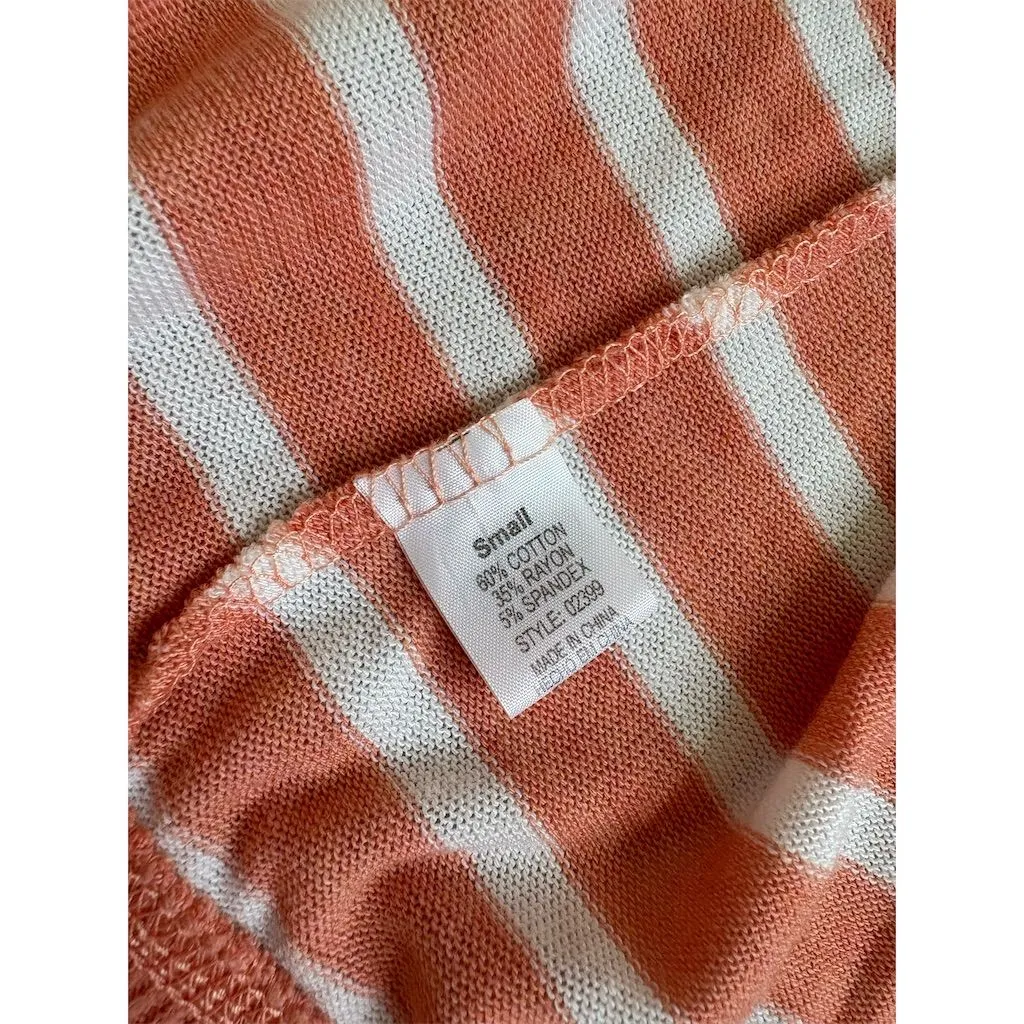 Small
60% COTTON
35% RAYON
5% SPANDEX
STYLE: 02399
MADE IN CHINA